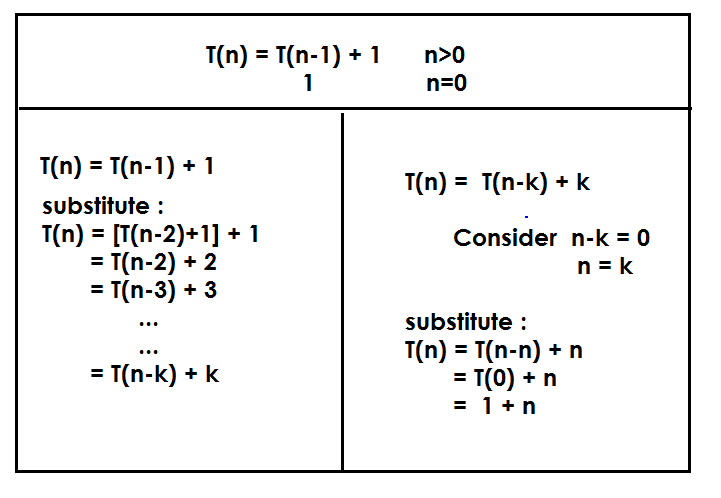 T(n) = T(n-1) + 1 n>0
1 n=0
T(n) = T(n-1) + 1
substitute :
T(n) = [T(n-2)+1] + 1
= T(n-2) + 2
= T(n-3) + 3
...
...
= T(n-k) + k
T(n) = T(n-k) + k
Consider n-k = 0
n = k
substitute :
T(n) = T(n-n) + n
= T(0) + n
= 1 + n